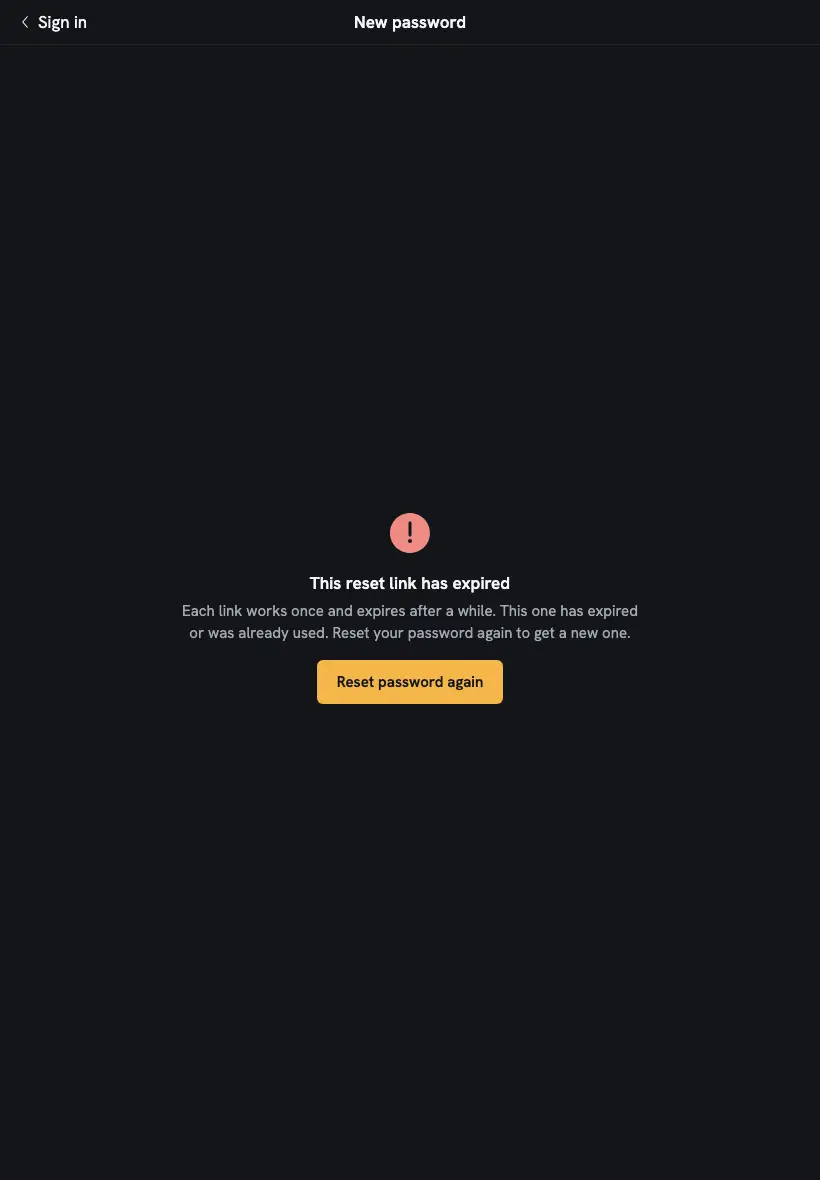 Sign in
New password
This reset link has expired
Each link works once and expires after a while. This one has expired
or was already used. Reset your password again to get a new one.
Reset password again